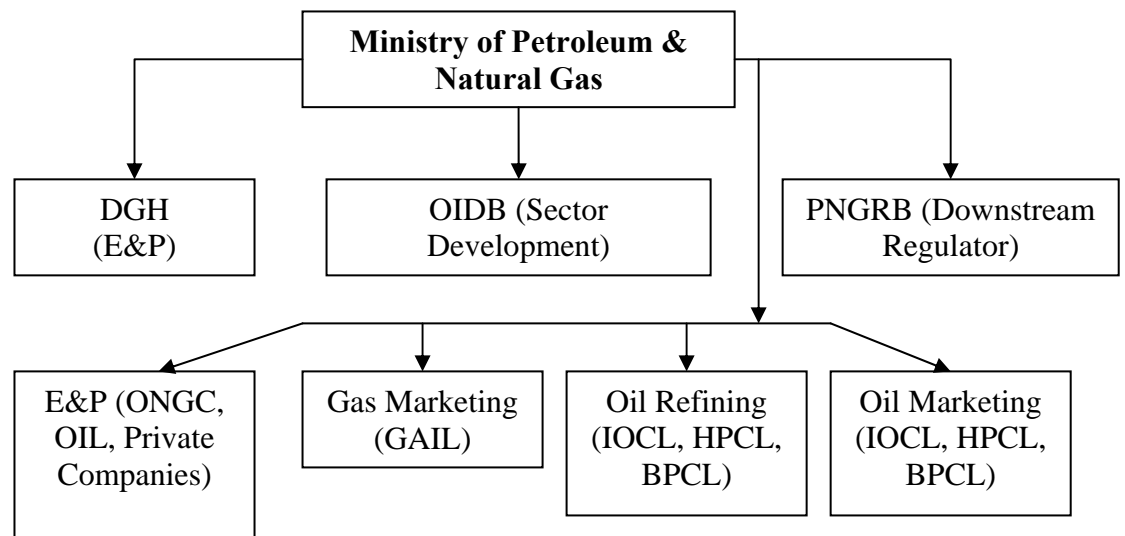 Ministry of Petroleum &
Natural Gas
DGH
(E&P)
OIDB (Sector
Development)
PNGRB (Downstream
Regulator)
E&P (ONGC,
OIL, Private
Companies)
Gas Marketing
(GAIL)
Oil Refining
(IOCL, HPCL,
BPCL)
Oil Marketing
(IOCL, HPCL,
BPCL)